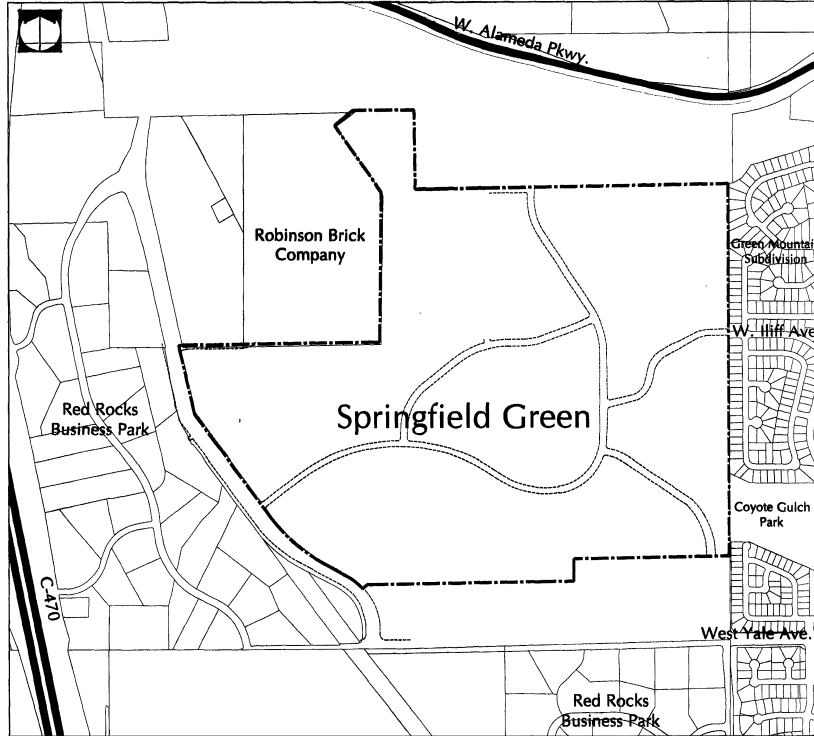 W. Alameda Pkwy.
Robinson Brick
Company
Green Mountai
Subdivision
W. Iliff Ave
Red Rocks
Business Park
Springfield Green
Coyote Gulch
Park
C-470
West Yale Ave.
Red Rocks
Business Park